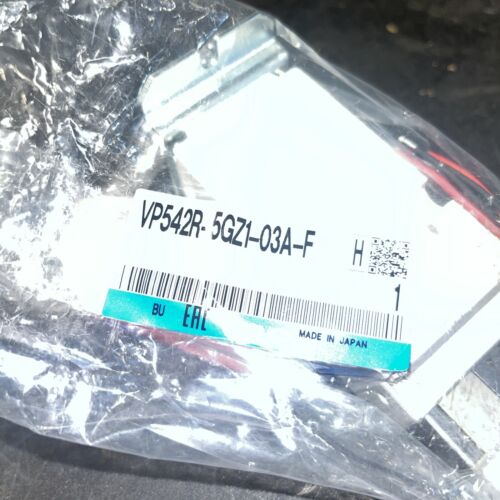 VP542R-5GZ1-03A-F
H
1
BU EAC
MADE IN JAPAN